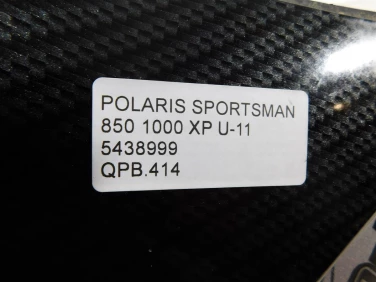 POLARIS SPORTSMAN
850 1000 XP U-11
5438999
QPB.414